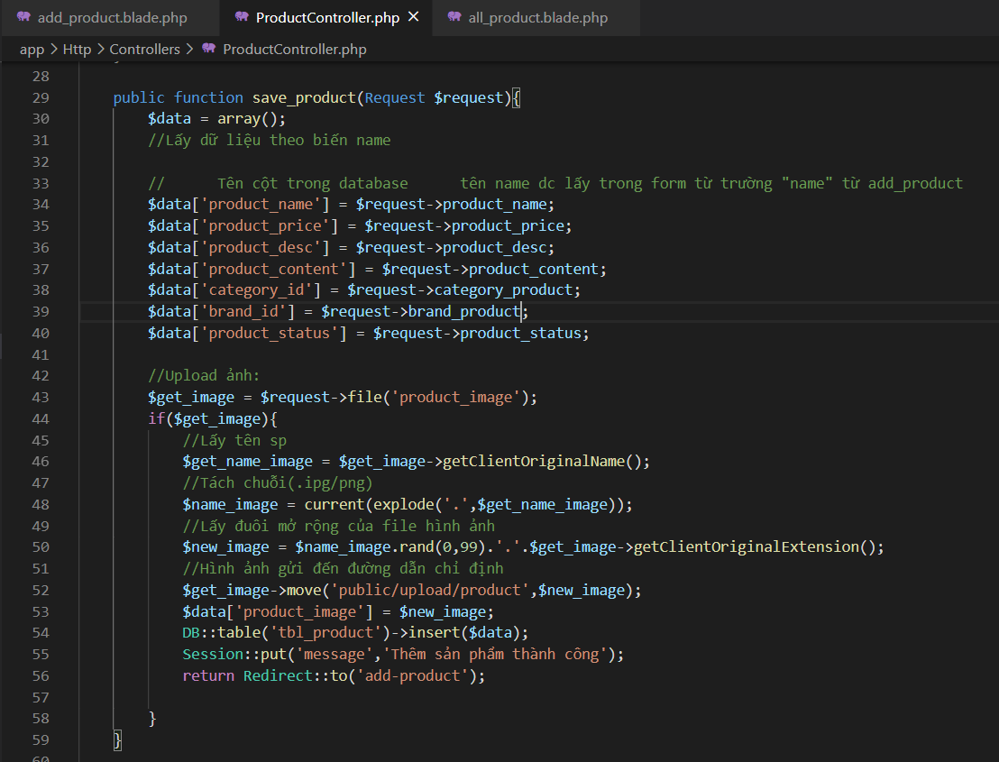 add_product.blade.php ProductController.php × all_product.blade.php
app > Http > Controllers > ProductController.php
28
29 public function save_product(Request $request){
30 $data = array();
31 //Lấy dữ liệu theo biến name
32
33 // Tên cột trong database tên name dc lấy trong form từ trường "name" từ add_product
34 $data['product_name'] = $request->product_name;
35 $data['product_price'] = $request->product_price;
36 $data['product_desc'] = $request->product_desc;
37 $data['product_content'] = $request->product_content;
38 $data['category_id'] = $request->category_product;
39 $data['brand_id'] = $request->brand_product;
40 $data['product_status'] = $request->product_status;
41
42 //Upload ảnh:
43 $get_image = $request->file('product_image');
44 if($get_image){
45 //Lấy tên sp
46 $get_name_image = $get_image->getClientOriginalName();
47 //Tách chuỗi(.ipg/png)
48 $name_image = current(explode('.',$get_name_image));
49 //Lấy đuôi mở rộng của file hình ảnh
50 $new_image = $name_image.rand(0,99).'.'.$get_image->getClientOriginalExtension();
51 //Hình ảnh gửi đến đường dẫn chỉ định
52 $get_image->move('public/upload/product',$new_image);
53 $data['product_image'] = $new_image;
54 DB::table('tbl_product')->insert($data);
55 Session::put('message','Thêm sản phẩm thành công');
56 return Redirect::to('add-product');
57
58 }
59 }
60